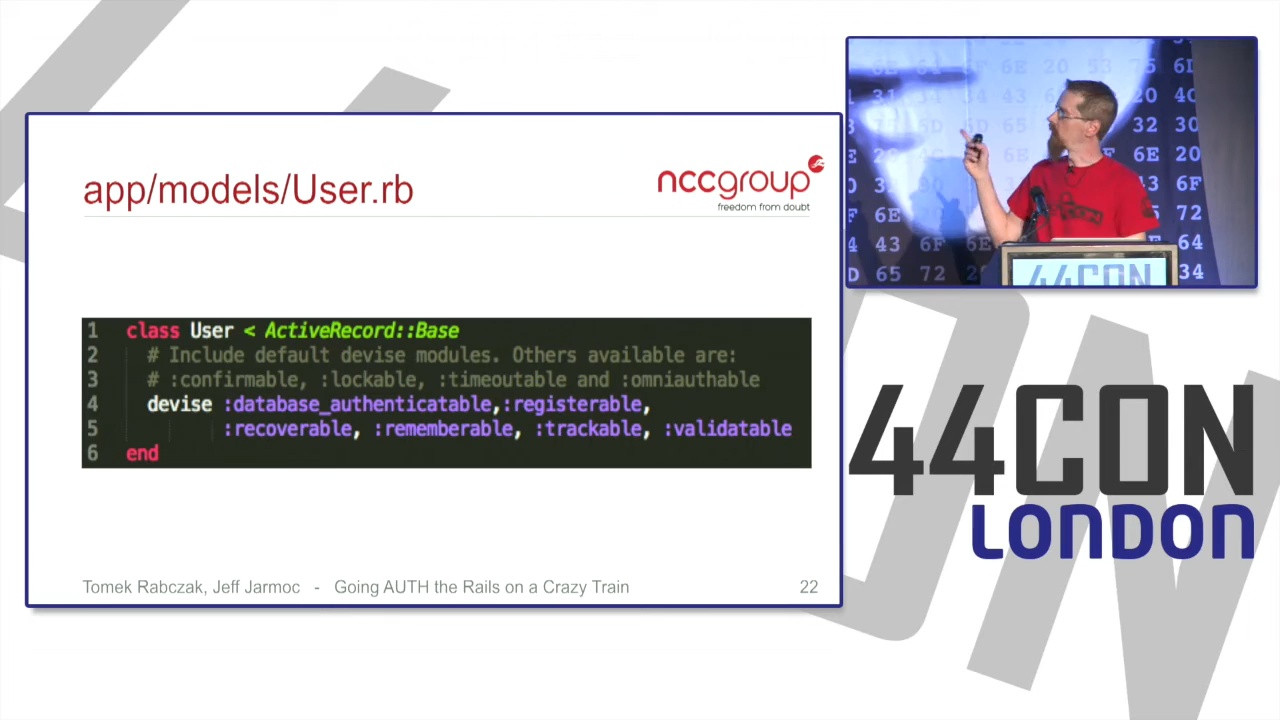 app/models/User.rb
nccgroup
freedom from doubt
1 class User < ActiveRecord::Base
2 # Include default devise modules. Others available are:
3 # :confirmable, :lockable, :timeoutable and :omniauthable
4 devise :database_authenticatable,:registerable,
5 :recoverable, :rememberable, :trackable, :validatable
6 end
Tomek Rabczak, Jeff Jarmoc - Going AUTH the Rails on a Crazy Train 22
44CON
44CON
LONDON